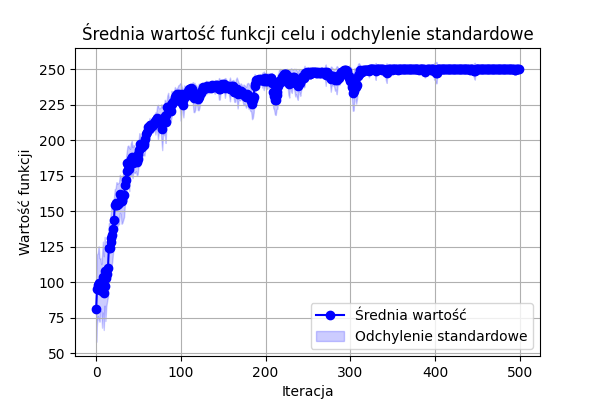 Średnia wartość funkcji celu i odchylenie standardowe
250
225
200
175
150
125
100
75
50
Wartość funkcji
0 100 200 300 400 500
Iteracja
Średnia wartość
Odchylenie standardowe